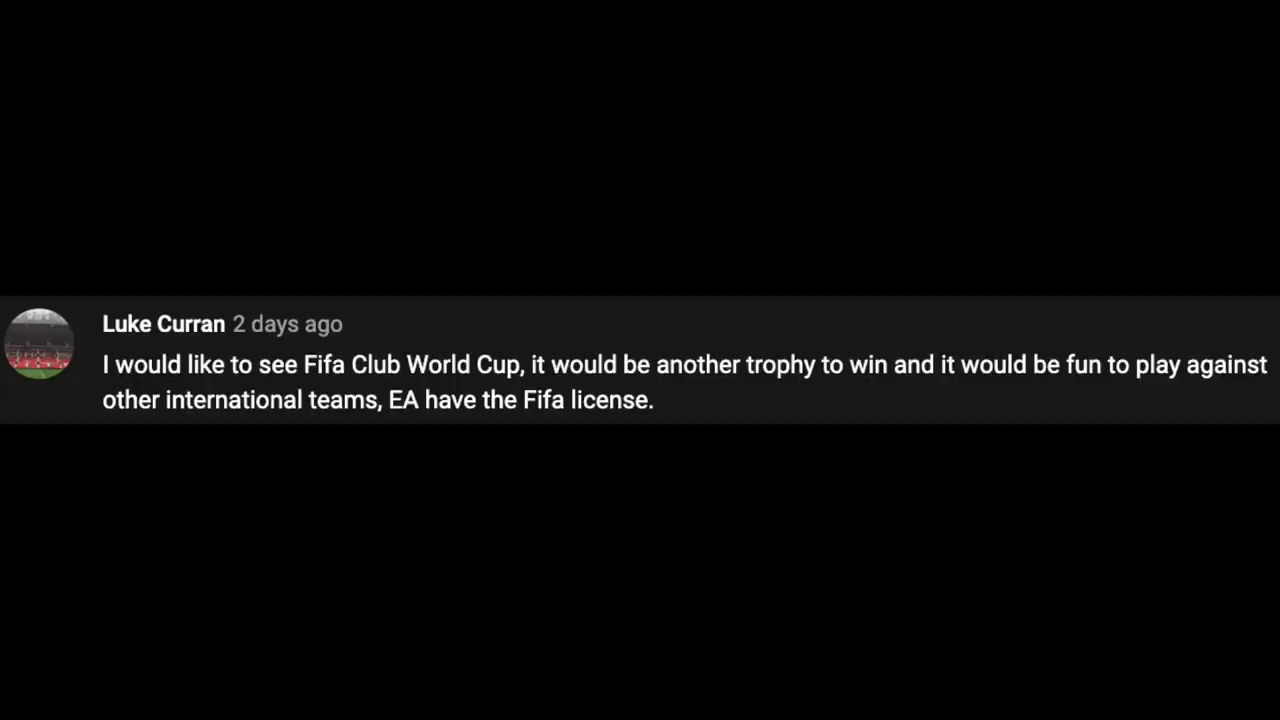 Luke Curran 2 days ago
I would like to see Fifa Club World Cup, it would be another trophy to win and it would be fun to play against
other international teams, EA have the Fifa license.